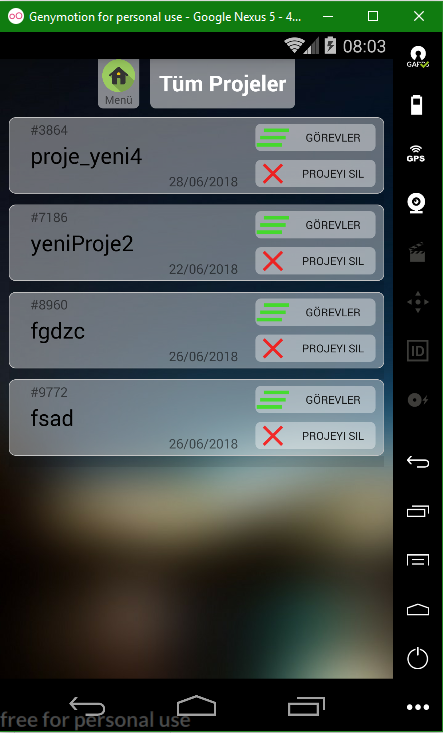 Genymotion for personal use - Google Nexus 5 - 4...
08:03
GAPPS
Menü
Tüm Projeler
#3864
proje_yeni4
28/06/2018
GÖREVLER
PROJEYI SIL
#7186
yeniProje2
22/06/2018
GÖREVLER
PROJEYI SIL
#8960
fgdzc
26/06/2018
GÖREVLER
PROJEYI SIL
#9772
fsad
26/06/2018
GÖREVLER
PROJEYI SIL
GPS
ID
free for personal use